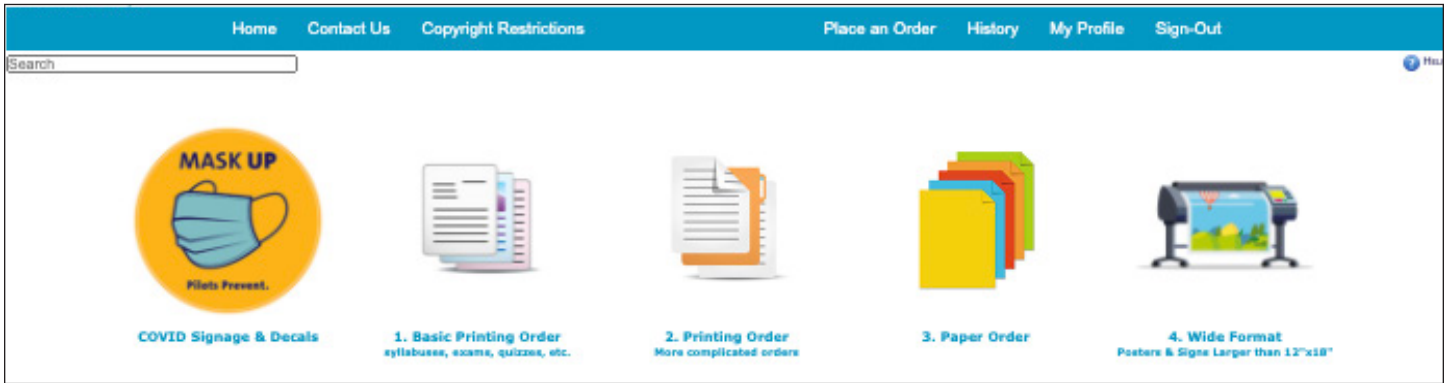 Home Contact Us Copyright Restrictions Place an Order History My Profile Sign-Out
Search
MASK UP
Pilots Prevent.
COVID Signage & Decals
1. Basic Printing Order
syllabuses, exams, quizzes, etc.
2. Printing Order
More complicated orders
3. Paper Order
4. Wide Format
Posters & Signs Larger than 12"x18"